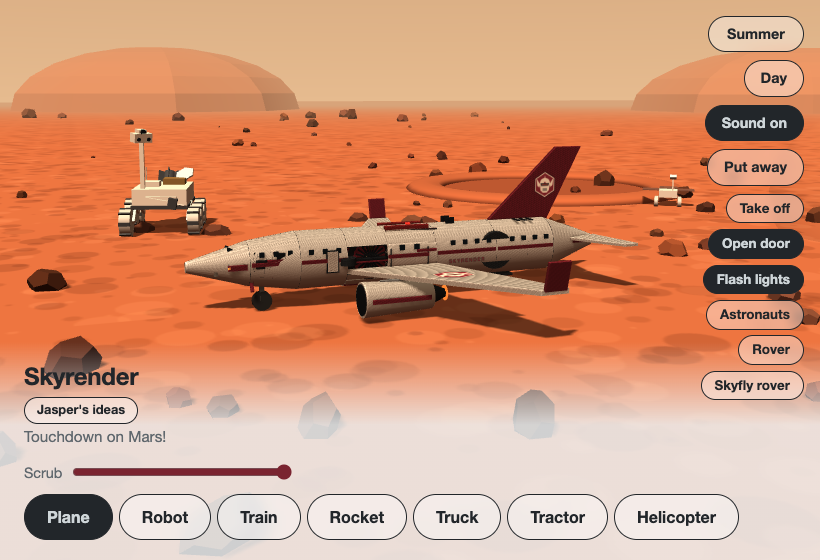 Summer
Day
Sound on
Put away
Take off
Open door
Flash lights
Astronauts
Rover
Skyfly rover
SKYRENDER
Skyrender
Jasper's ideas
Touchdown on Mars!
Scrub
Plane
Robot
Train
Rocket
Truck
Tractor
Helicopter